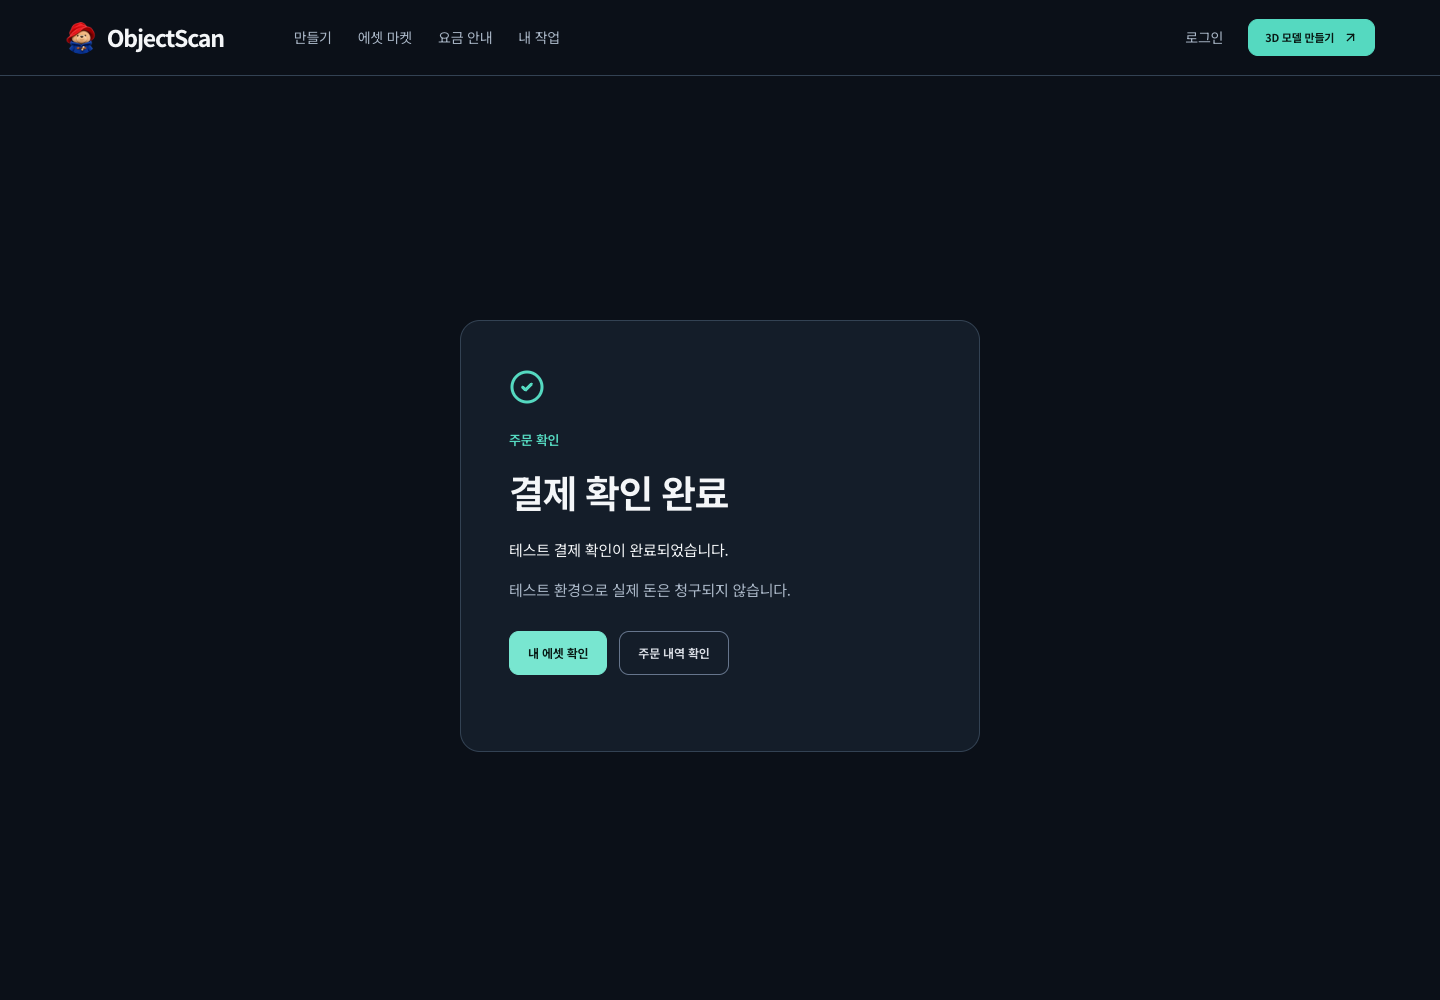 ObjectScan
만들기
에셋 마켓
요금 안내
내 작업
로그인
3D 모델 만들기
주문 확인
결제 확인 완료
테스트 결제 확인이 완료되었습니다.
테스트 환경으로 실제 돈은 청구되지 않습니다.
내 에셋 확인
주문 내역 확인